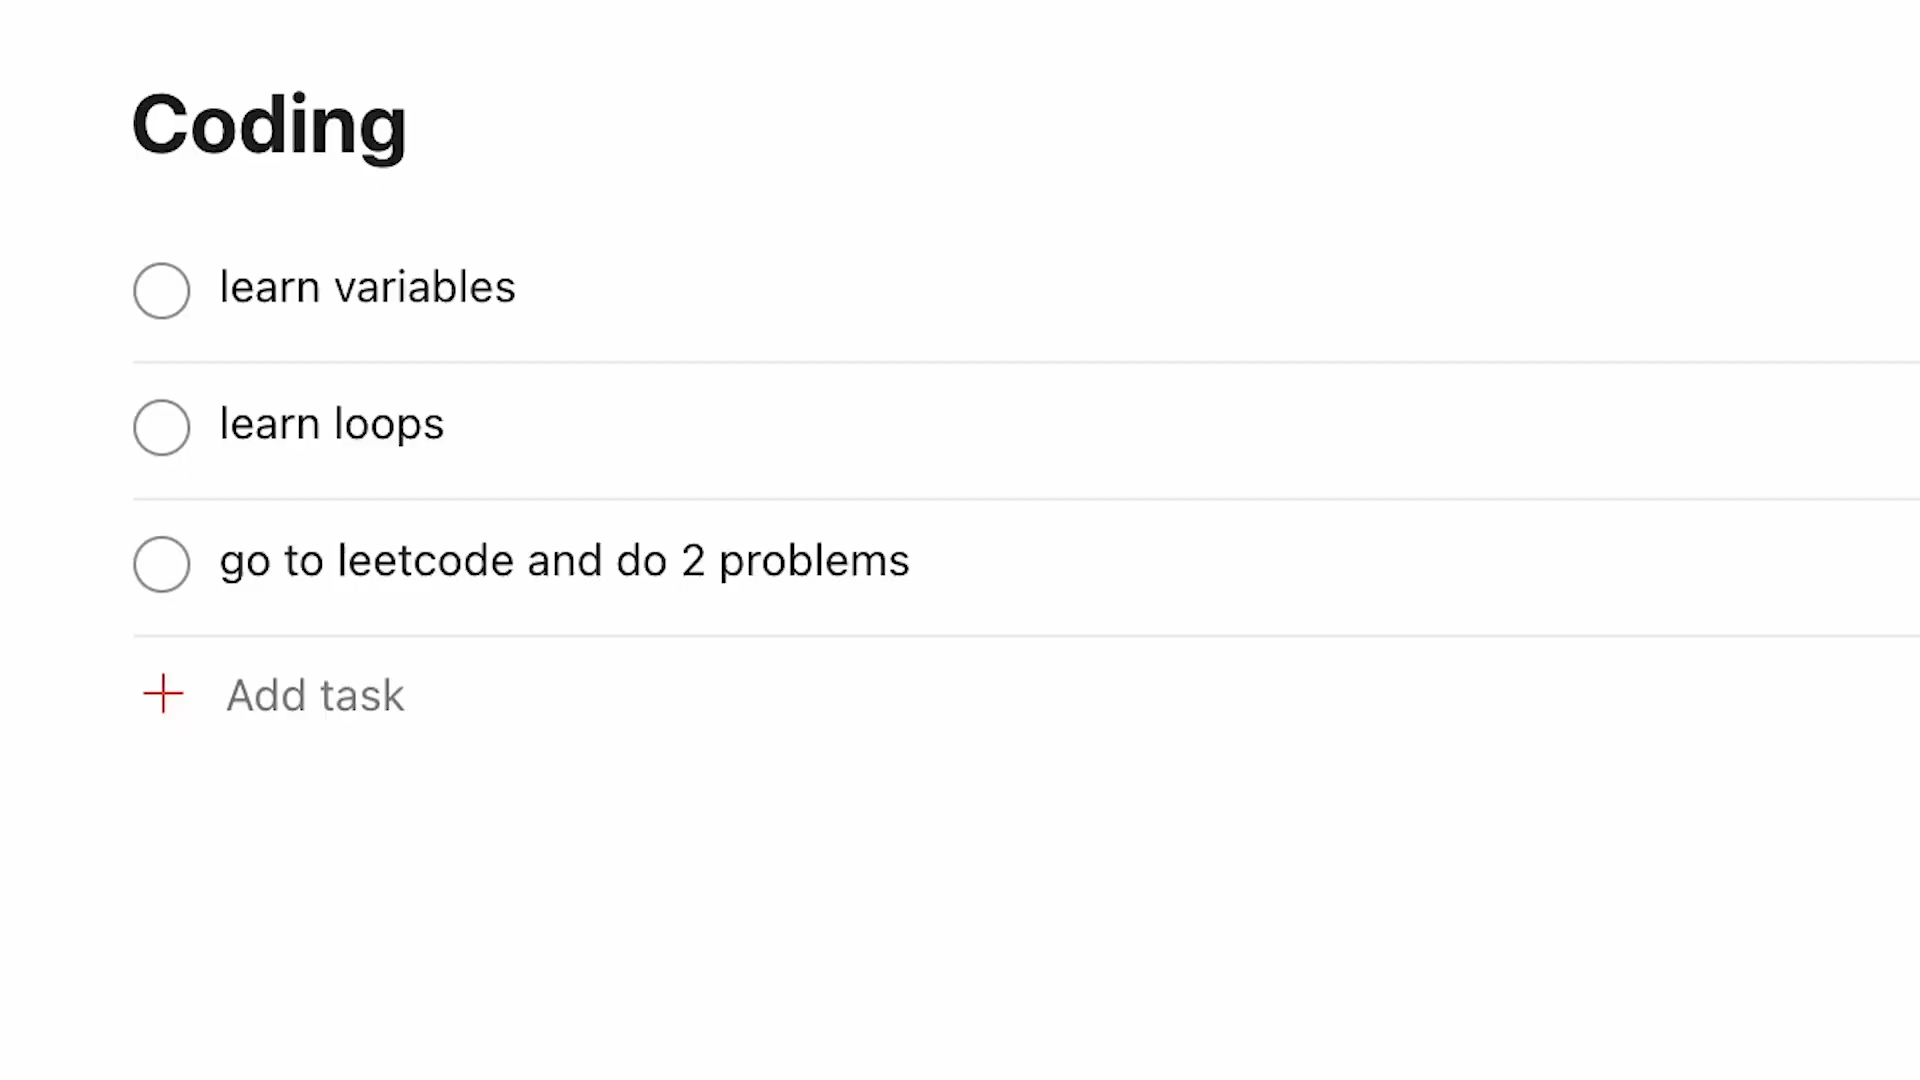 Coding
learn variables
learn loops
go to leetcode and do 2 problems
Add task